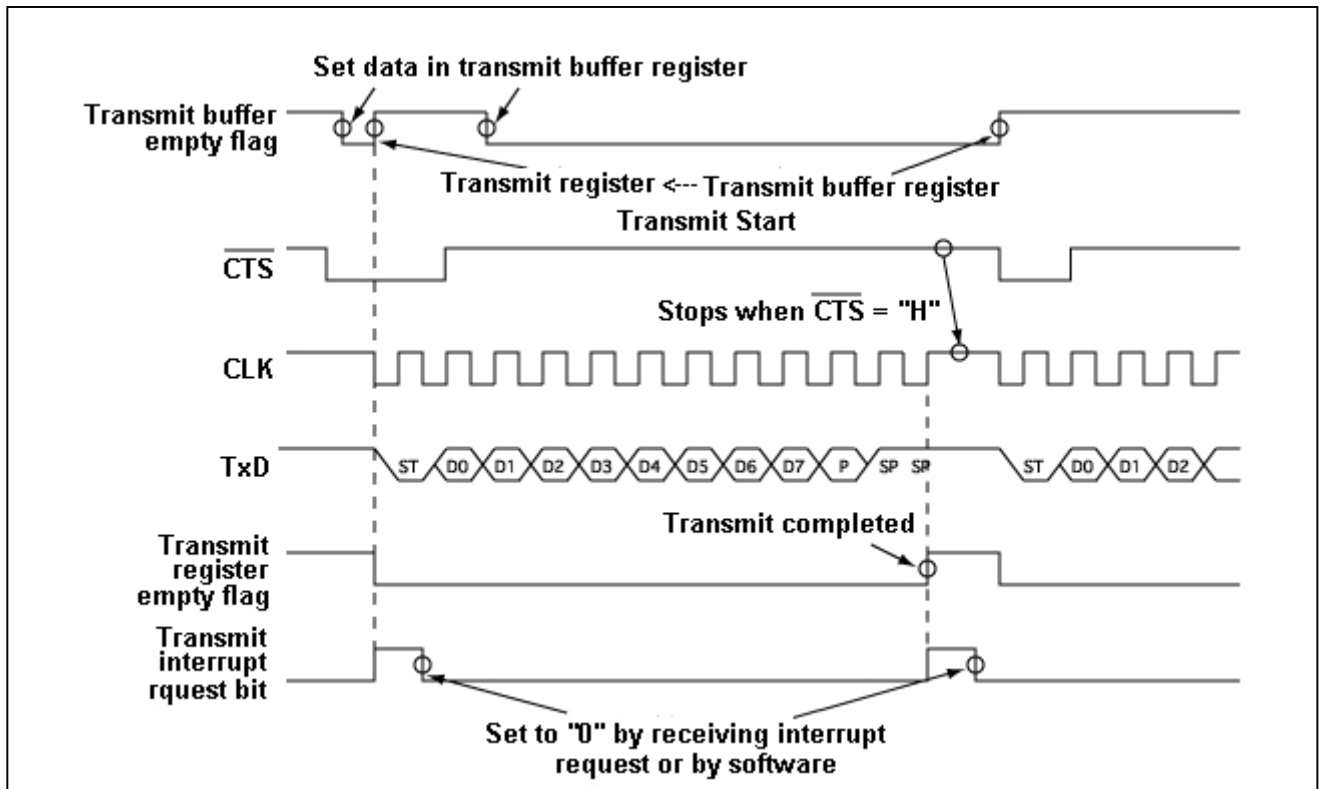 Set data in transmit buffer register
Transmit buffer
empty flag
Transmit register <--- Transmit buffer register
Transmit Start
CTS
Stops when CTS = "H"
CLK
TxD
ST D0 D1 D2 D3 D4 D5 D6 D7 P SP SP ST D0 D1 D2
Transmit completed
Transmit
register
empty flag
Transmit
interrupt
rquest bit
Set to "0" by receiving interrupt
request or by software